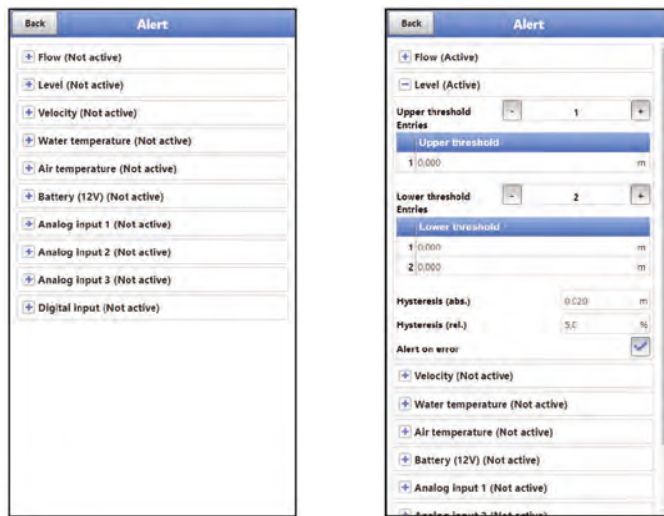 Back Alert
+ Flow (Not active)
+ Level (Not active)
+ Velocity (Not active)
+ Water temperature (Not active)
+ Air temperature (Not active)
+ Battery (12V) (Not active)
+ Analog input 1 (Not active)
+ Analog input 2 (Not active)
+ Analog input 3 (Not active)
+ Digital input (Not active)
Back Alert
+ Flow (Active)
− Level (Active)
Upper threshold - 1 +
Entries
Upper threshold
1 0,000 m
Lower threshold - 2 +
Entries
Lower threshold
1 0,000 m
2 0,000 m
Hysteresis (abs.) 0,020 m
Hysteresis (rel.) 5,0 %
Alert on error
+ Velocity (Not active)
+ Water temperature (Not active)
+ Air temperature (Not active)
+ Battery (12V) (Not active)
+ Analog input 1 (Not active)
Analog input 2 (Not active)